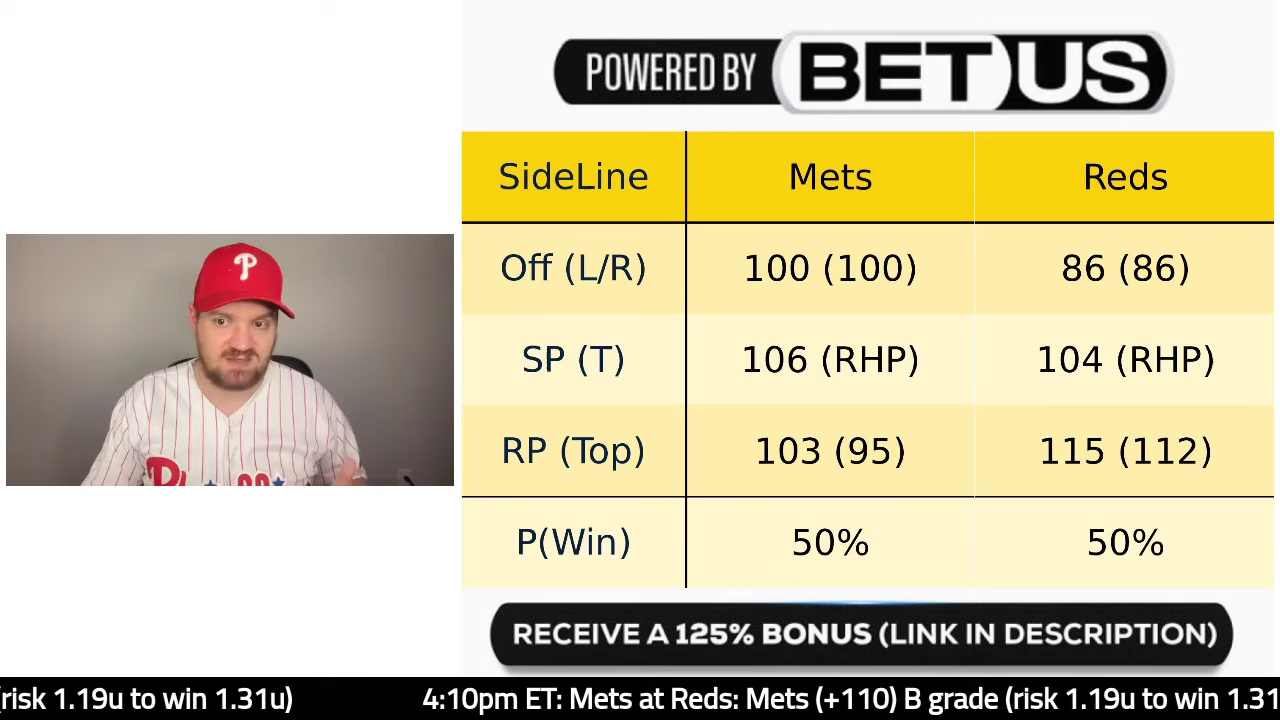 POWERED BY BETUS
SideLine Mets Reds
Off (L/R) 100 (100) 86 (86)
SP (T) 106 (RHP) 104 (RHP)
RP (Top) 103 (95) 115 (112)
P(Win) 50% 50%
RECEIVE A 125% BONUS (LINK IN DESCRIPTION)
P
(risk 1.19u to win 1.31u) 4:10pm ET: Mets at Reds: Mets (+110) B grade (risk 1.19u to win 1.31